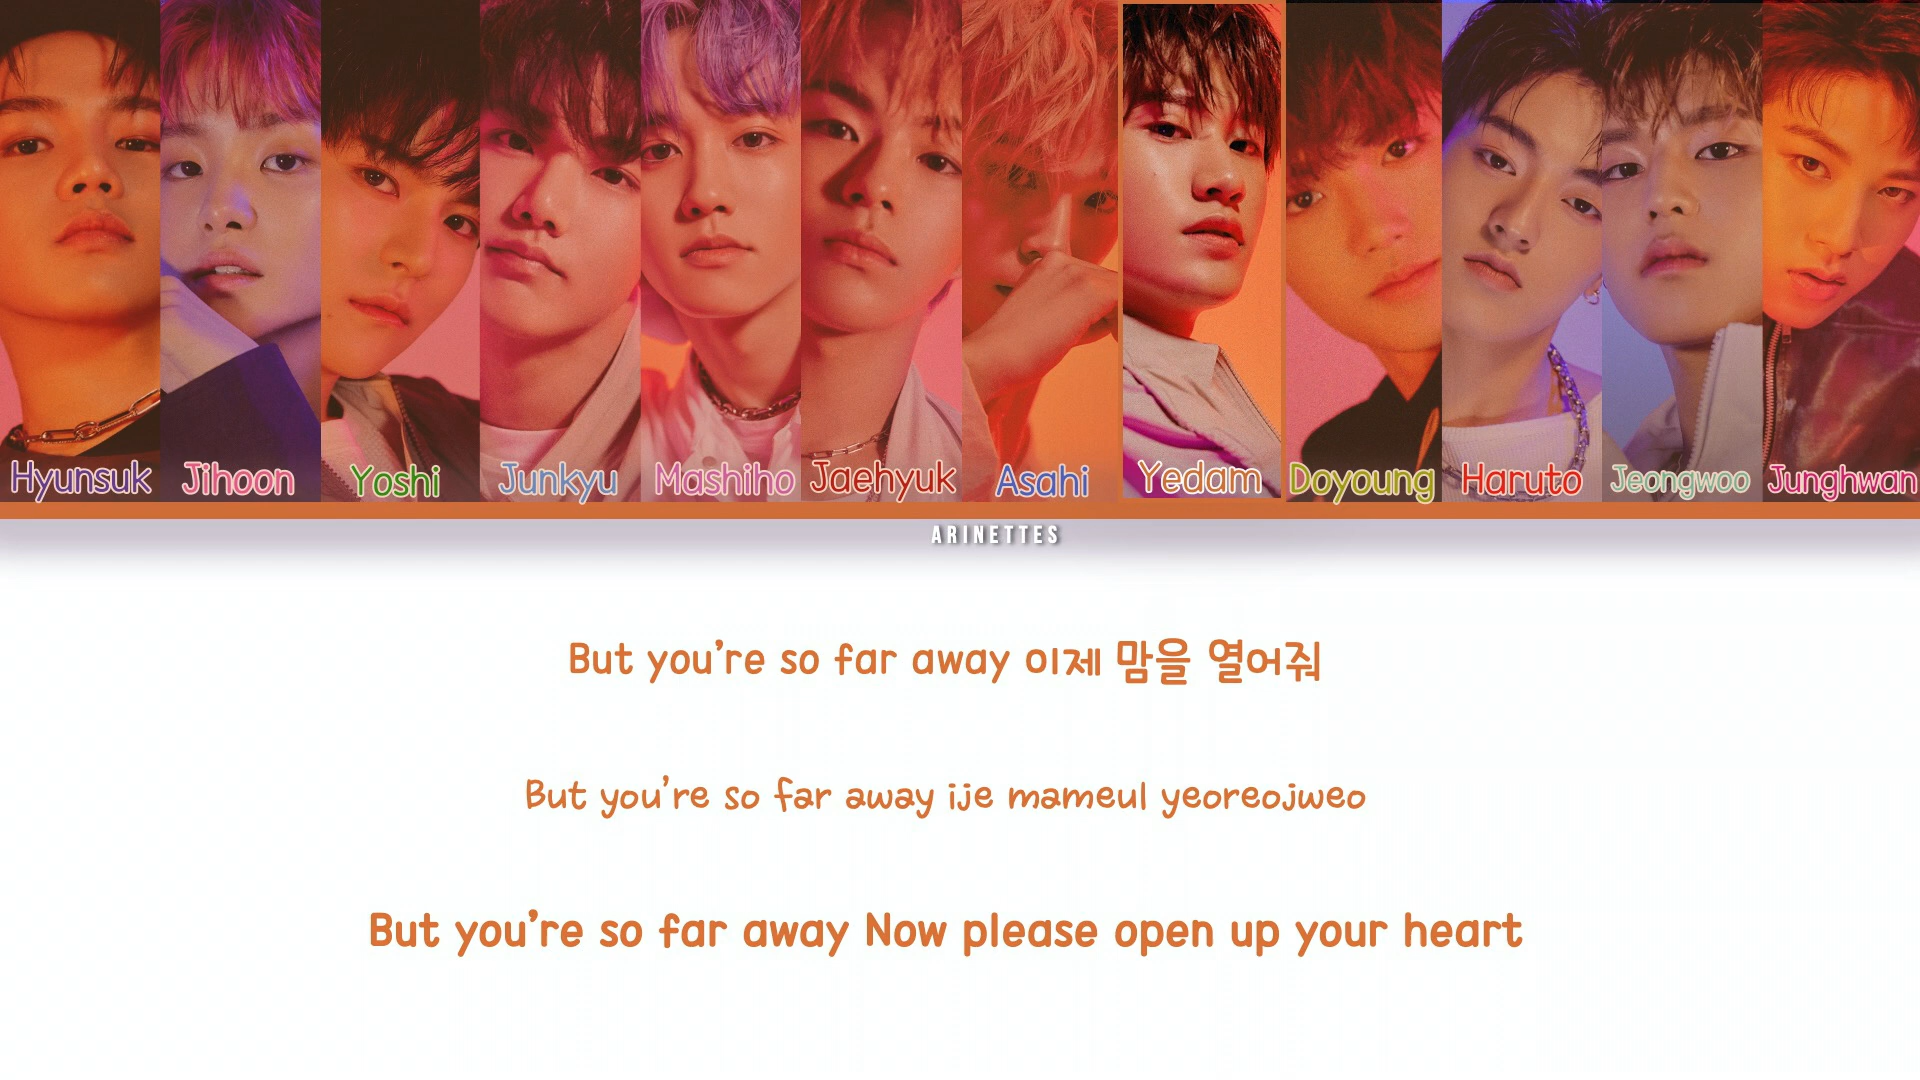 Hyunsuk Jihoon Yoshi Junkyu Mashiho Jaehyuk Asahi Yedam Doyoung Haruto Jeongwoo Junghwan
ARINETTES
But you're so far away 이제 맘을 열어줘
But you're so far away ije mameul yeoreojweo
But you're so far away Now please open up your heart